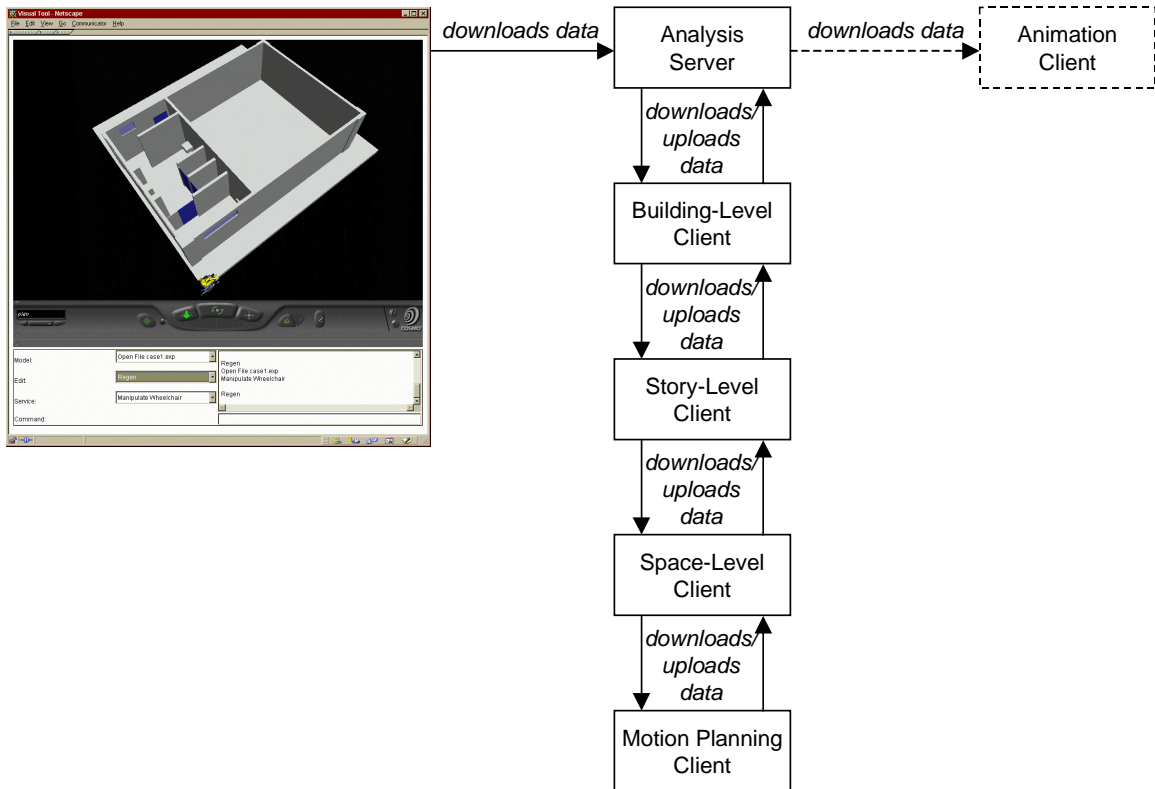 Visual Tool - Netscape
File Edit View Go Communicator Help
plan
COSMO
Model:
Open File case1.exp
Edit
Regen
Service:
Manipulate Wheelchair
Command:
Regen
Open File case1.exp
Manipulate Wheelchair
Regen
downloads data
Analysis
Server
downloads data
Animation
Client
downloads/
uploads
data
Building-Level
Client
downloads/
uploads
data
Story-Level
Client
downloads/
uploads
data
Space-Level
Client
downloads/
uploads
data
Motion Planning
Client